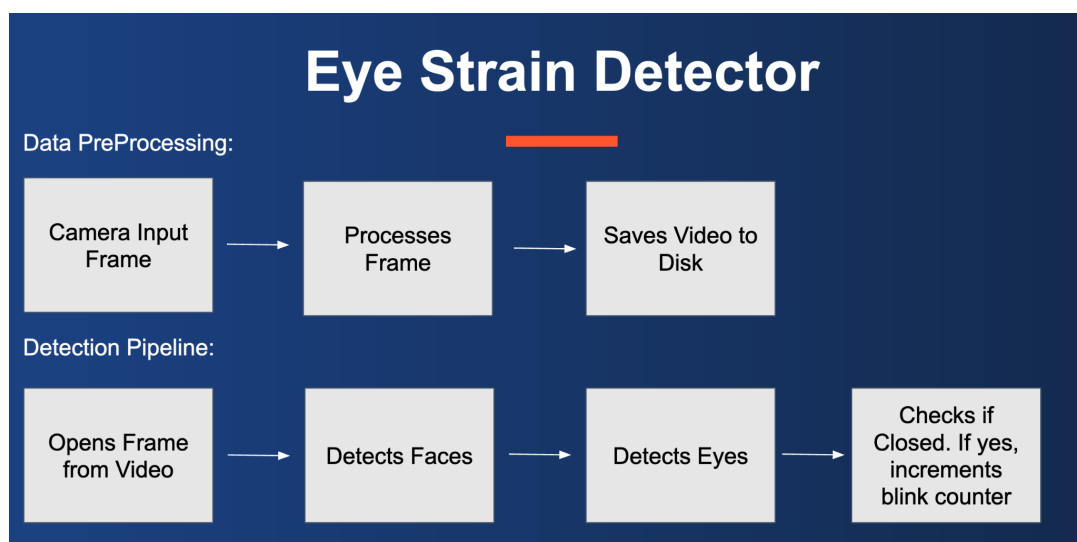 Eye Strain Detector
Data PreProcessing:
Camera Input
Frame
Processes
Frame
Saves Video to
Disk
Detection Pipeline:
Opens Frame
from Video
Detects Faces
Detects Eyes
Checks if
Closed. If yes,
increments
blink counter